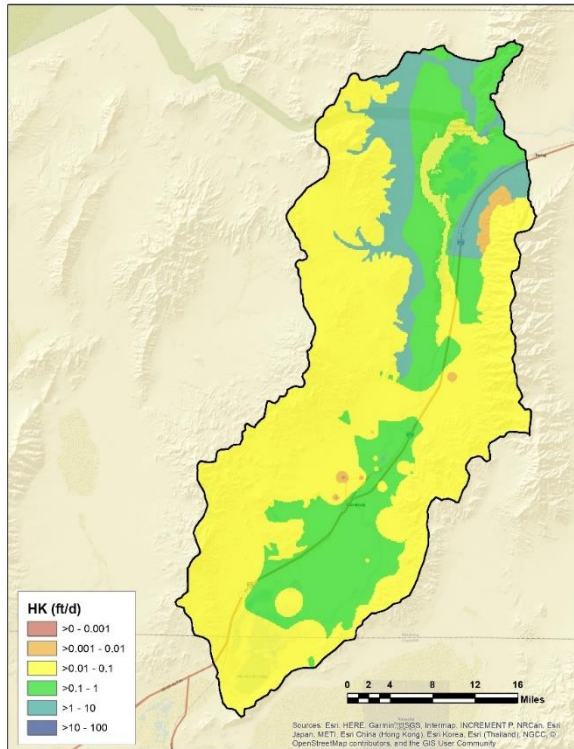 HK (ft/d)
>0 - 0.001
>0.001 - 0.01
>0.01 - 0.1
>0.1 - 1
>1 - 10
>10 - 100
0 2 4 8 12 16
Miles
Sources: Esri, HERE, Garmin, USGS, Intermap, INCREMENT P, NRCan, Esri
Japan, METI, Esri China (Hong Kong), Esri Korea, Esri (Thailand), NGCC, ©
OpenStreetMap contributors, and the GIS User Community